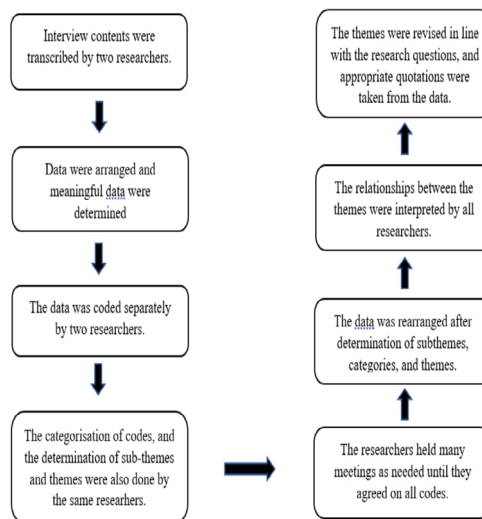 Interview contents were
transcribed by two researchers.
Data were arranged and
meaningful data were
determined
The data was coded separately
by two researchers.
The categorisation of codes, and
the determination of sub-themes
and themes were also done by
the same researhers.
The researchers held many
meetings as needed until they
agreed on all codes.
The data was rearranged after
determination of subthemes,
categories, and themes.
The relationships between the
themes were interpreted by all
researchers.
The themes were revised in line
with the research questions, and
appropriate quotations were
taken from the data.